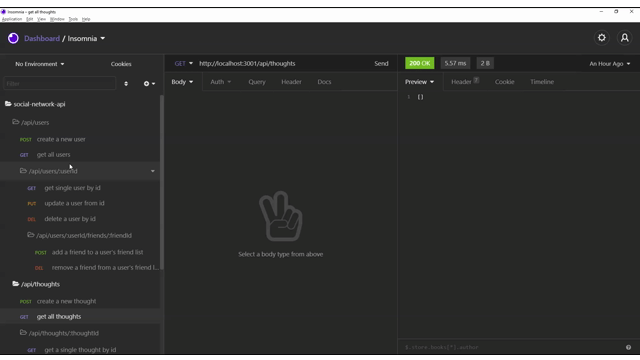 Insomnia – get all thoughts
Application Edit View Window Tools Help
Dashboard / Insomnia
No Environment Cookies
GET http://localhost:3001/api/thoughts Send
200 OK 5.57 ms 2 B An Hour Ago
Filter
Body Auth Query Header Docs
Preview Header Cookie Timeline
1 []
social-network-api
/api/users
POST create a new user
GET get all users
/api/users/:userId
GET get single user by id
PUT update a user from id
DEL delete a user by id
/api/users/:userId/friends/:friendId
POST add a friend to a user's friend list
DEL remove a friend from a user's friend l...
/api/thoughts
POST create a new thought
GET get all thoughts
/api/thoughts/:thoughtId
GET get a single thought by id
Select a body type from above
$.store.books[*].author